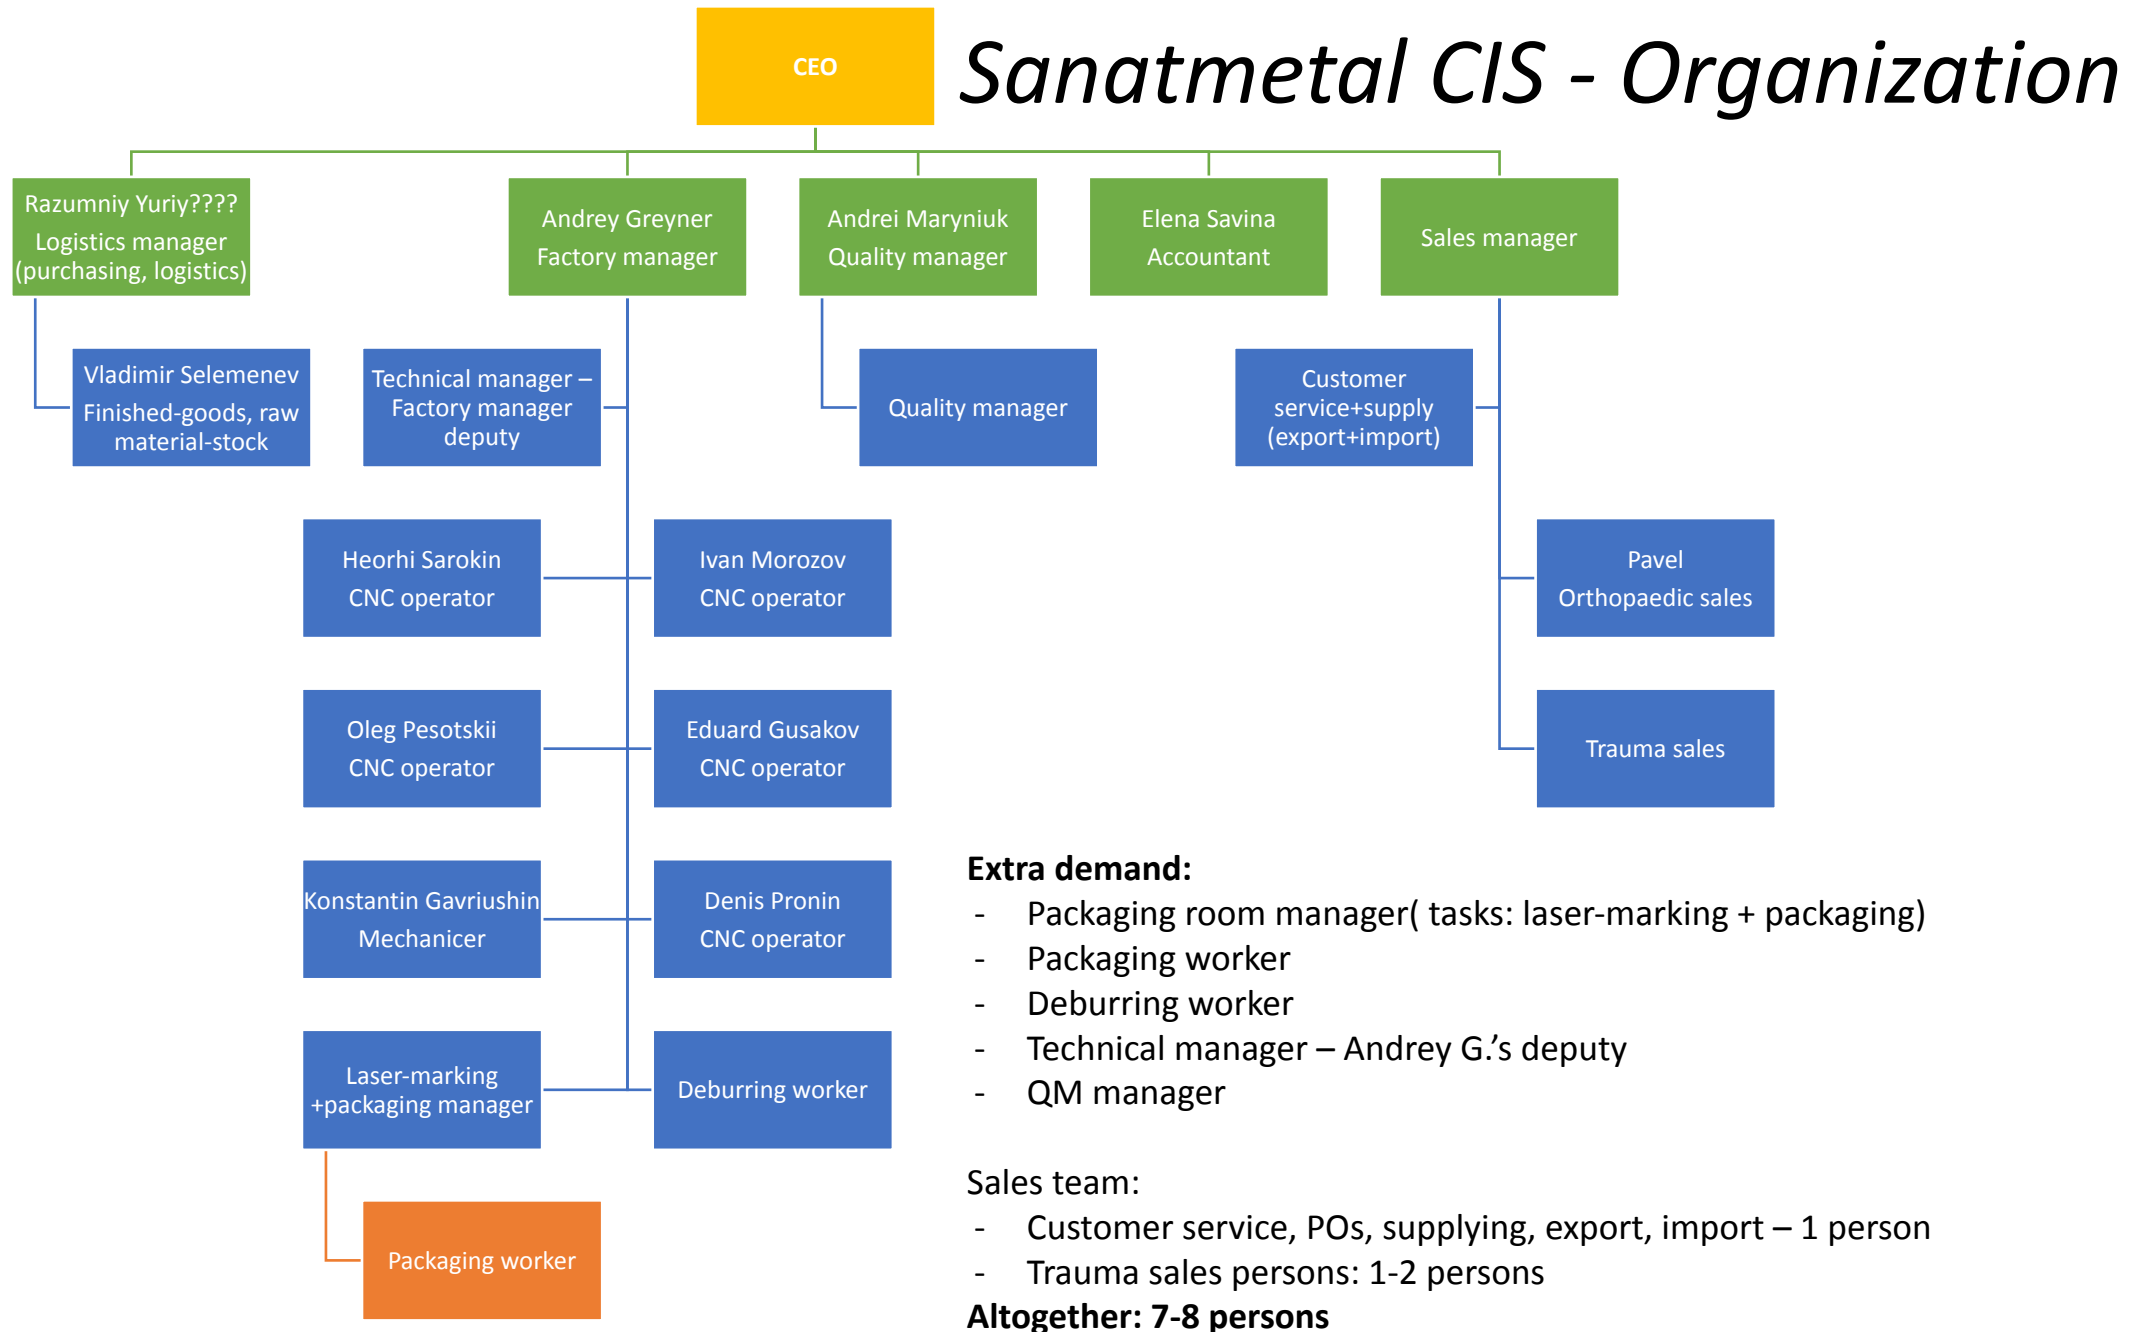 CEO
Sanatmetal CIS - Organization
Razumniy Yuriy????
Logistics manager
(purchasing, logistics)
Andrey Greyner
Factory manager
Andrei Maryniuk
Quality manager
Elena Savina
Accountant
Sales manager
Vladimir Selemenev
Finished-goods, raw
material-stock
Technical manager –
Factory manager
deputy
Quality manager
Customer
service+supply
(export+import)
Heorhi Sarokin
CNC operator
Ivan Morozov
CNC operator
Pavel
Orthopaedic sales
Oleg Pesotskii
CNC operator
Eduard Gusakov
CNC operator
Trauma sales
Konstantin Gavriushin
Mechanicer
Denis Pronin
CNC operator
Laser-marking
+packaging manager
Deburring worker
Packaging worker
Extra demand:
- Packaging room manager( tasks: laser-marking + packaging)
- Packaging worker
- Deburring worker
- Technical manager – Andrey G.’s deputy
- QM manager
Sales team:
- Customer service, POs, supplying, export, import – 1 person
- Trauma sales persons: 1-2 persons
Altogether: 7-8 persons